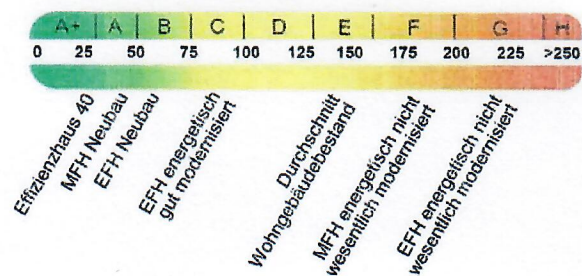 A+ A B C D E F G H
0 25 50 75 100 125 150 175 200 225 >250
Effizienzhaus 40
MFH Neubau
EFH Neubau
EFH energetisch
gut modernisiert
Durchschnitt
Wohngebäudebestand
MFH energetisch nicht
wesentlich modernisiert
EFH energetisch nicht
wesentlich modernisiert